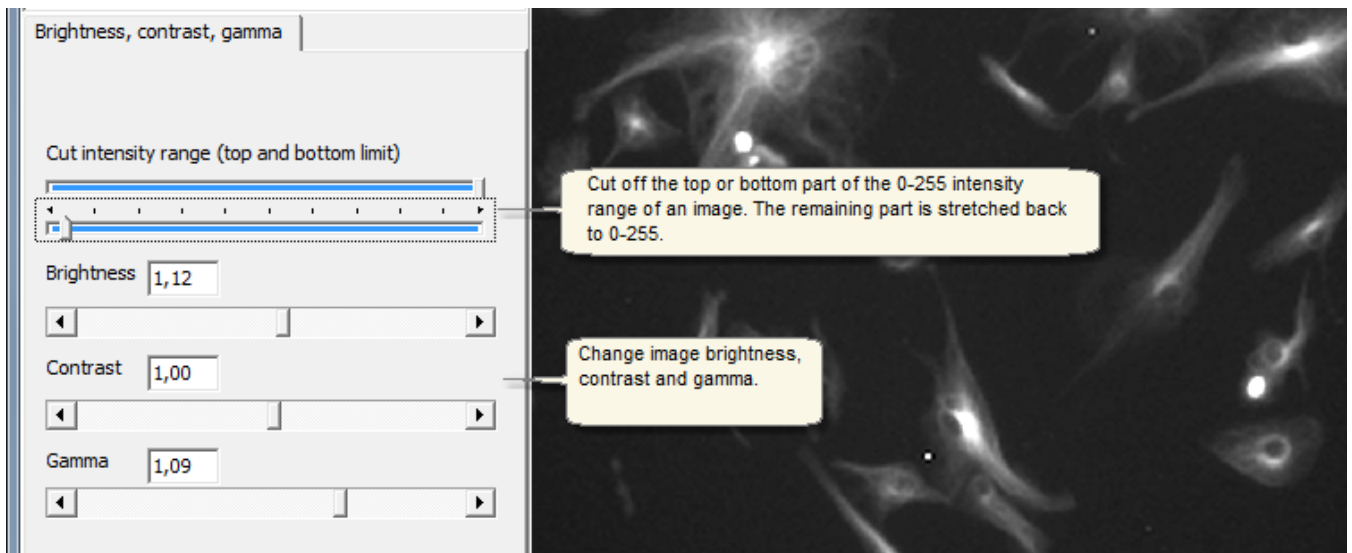 Brightness, contrast, gamma
Cut intensity range (top and bottom limit)
Cut off the top or bottom part of the 0-255 intensity
range of an image. The remaining part is stretched back
to 0-255.
Brightness 1,12
Change image brightness,
contrast and gamma.
Contrast 1,00
Gamma 1,09